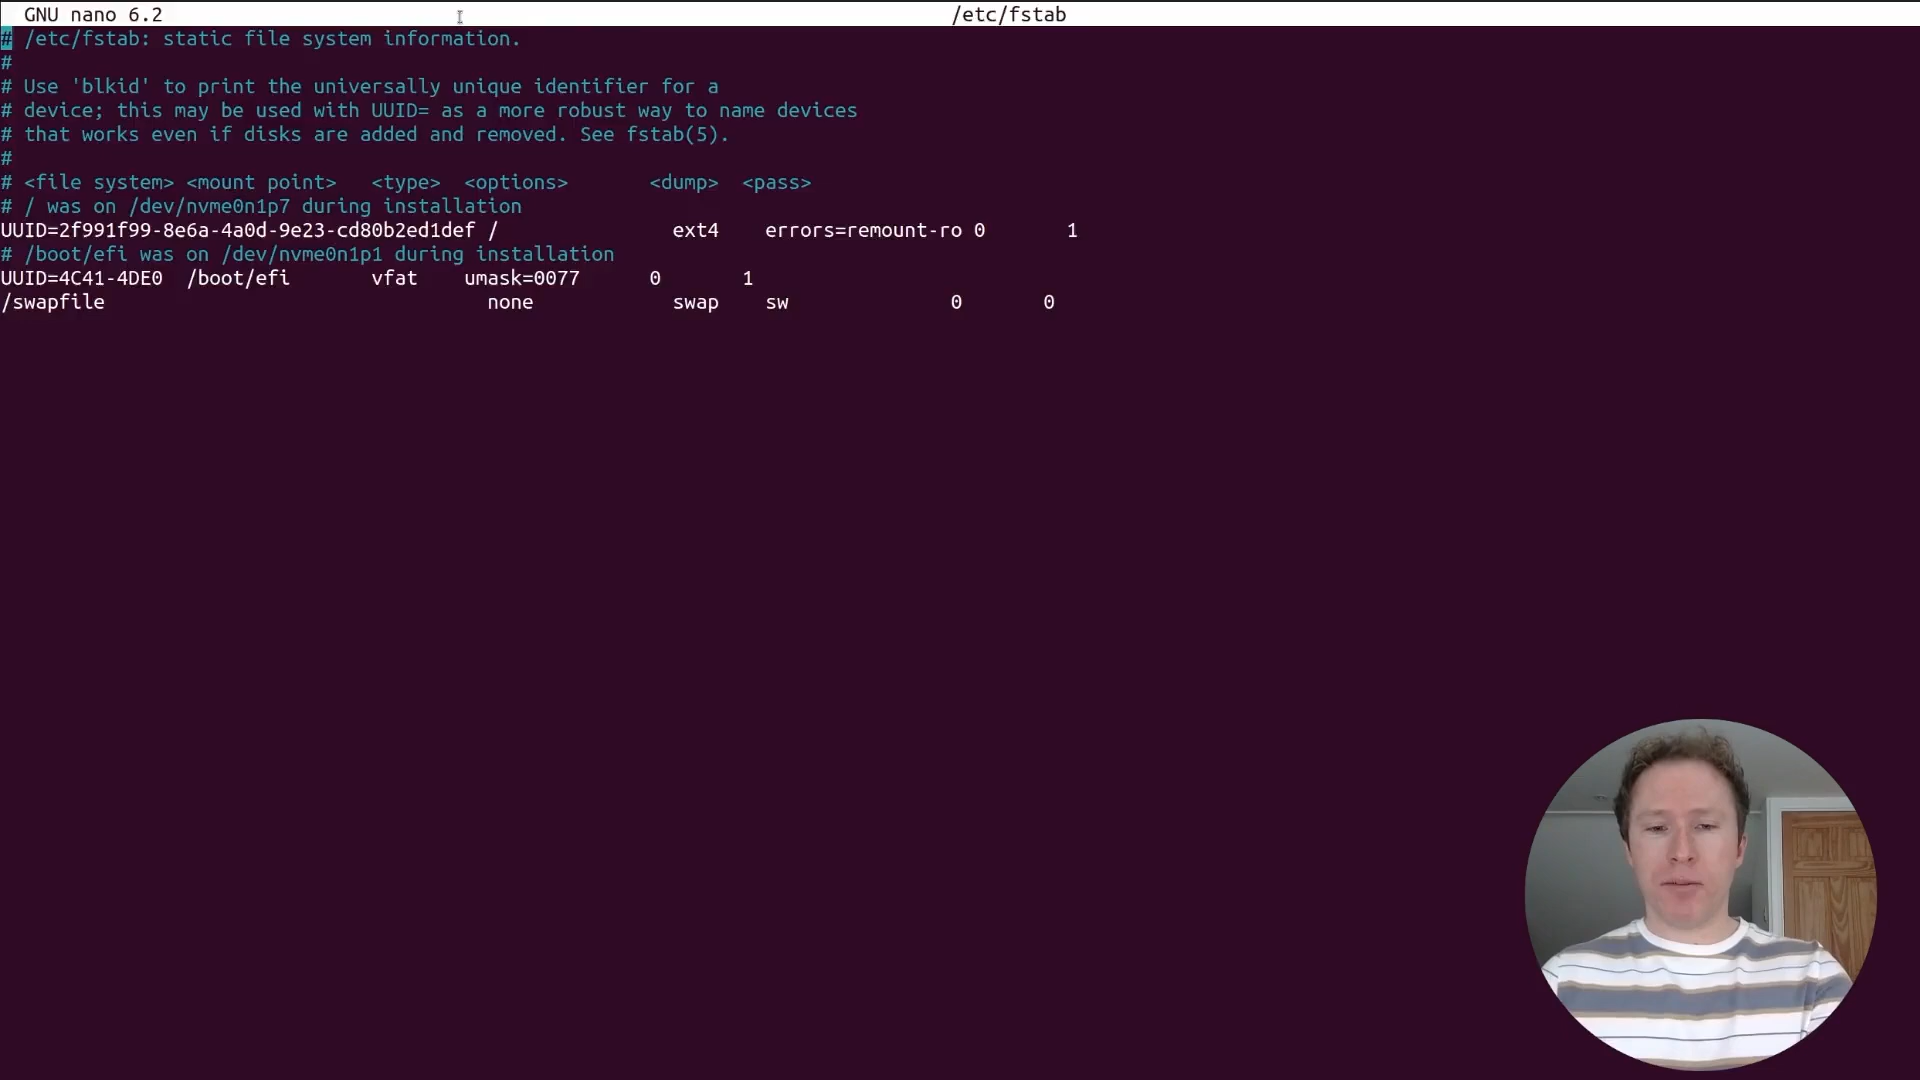 GNU nano 6.2 /etc/fstab
# /etc/fstab: static file system information.
#
# Use 'blkid' to print the universally unique identifier for a
# device; this may be used with UUID= as a more robust way to name devices
# that works even if disks are added and removed. See fstab(5).
#
# <file system> <mount point>   <type>  <options>       <dump>  <pass>
# / was on /dev/nvme0n1p7 during installation
UUID=2f991f99-8e6a-4a0d-9e23-cd80b2ed1def /               ext4    errors=remount-ro 0       1
# /boot/efi was on /dev/nvme0n1p1 during installation
UUID=4C41-4DE0  /boot/efi       vfat    umask=0077      0       1
/swapfile                                 none            swap    sw              0       0